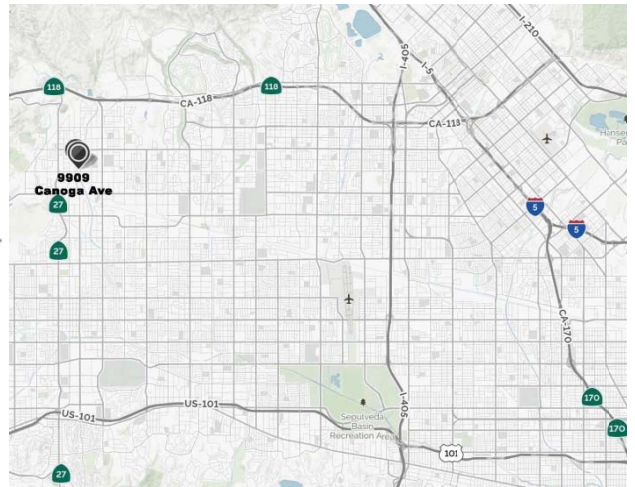 I-210
I-405
I-5
118
118
CA-118
CA-118
Hansen
Pa
9909
Canoga Ave
27
5
5
27
CA-170
US-101
US-101
I-405
170
Sepulveda
Basin
Recreation Area
170
101
27